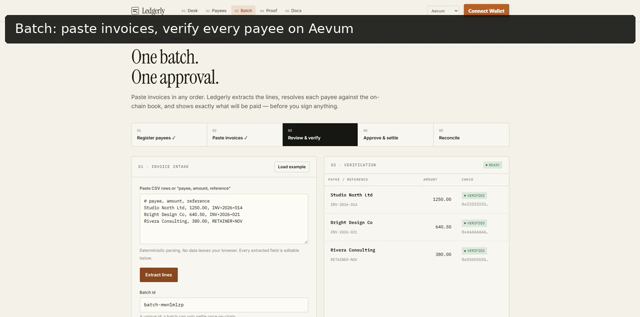 Ledgerly
01 Desk
02 Payees
03 Batch
04 Proof
05 Docs
Aevum
Connect Wallet
Batch: paste invoices, verify every payee on Aevum
One batch.
One approval.
Paste invoices in any order. Ledgerly extracts the lines, resolves each payee against the on-
chain book, and shows exactly what will be paid — before you sign anything.
01
Register payees ✓
02
Paste invoices ✓
03
Review & verify
04
Approve & settle
05
Reconcile
01 · INVOICE INTAKE
Load example
Paste CSV rows or "payee, amount, reference"
# payee, amount, reference
Studio North Ltd, 1250.00, INV-2026-014
Bright Design Co, 640.50, INV-2026-021
Rivera Consulting, 380.00, RETAINER-NOV
Deterministic parsing. No data leaves your browser. Every extracted field is editable
below.
Extract lines
Batch id
02 · VERIFICATION
READY
PAYEE / REFERENCE
AMOUNT
CHECK
Studio North Ltd
INV-2026-014
1250.00
VERIFIED
Bright Design Co
INV-2026-021
640.50
VERIFIED
Rivera Consulting
RETAINER-NOV
380.00
VERIFIED